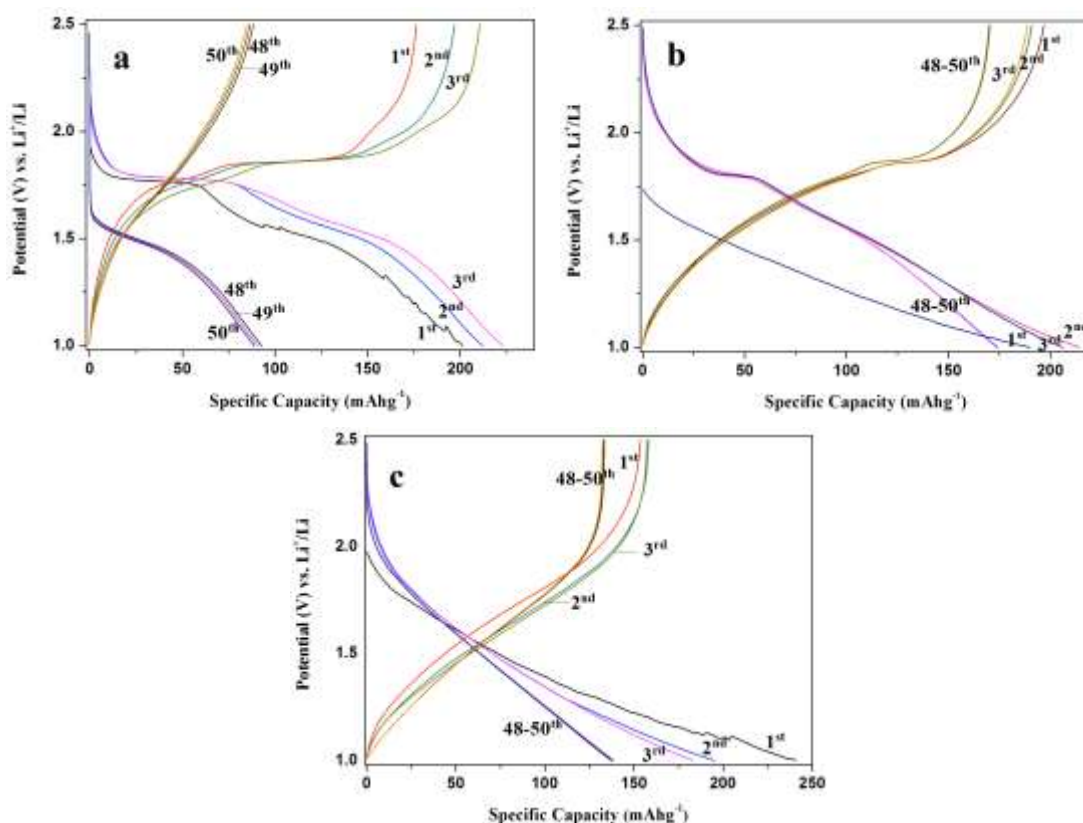 a
2.5
2.0
1.5
1.0
Potential (V) vs. Li⁺/Li
50ᵗʰ
48ᵗʰ
49ᵗʰ
1ˢᵗ
2ⁿᵈ
3ʳᵈ
48ᵗʰ
49ᵗʰ
50ᵗʰ
3ʳᵈ
2ⁿᵈ
1ˢᵗ
0 50 100 150 200
Specific Capacity (mAhg⁻¹)
b
2.5
2.0
1.5
1.0
Potential (V) vs. Li⁺/Li
48-50ᵗʰ
3ʳᵈ
2ⁿᵈ
1ˢᵗ
48-50ᵗʰ
1ˢᵗ
3ʳᵈ
2ⁿᵈ
0 50 100 150 200
Specific Capacity (mAhg⁻¹)
c
2.5
2.0
1.5
1.0
Potential (V) vs. Li⁺/Li
48-50ᵗʰ
1ˢᵗ
3ʳᵈ
2ⁿᵈ
48-50ᵗʰ
3ʳᵈ
2ⁿᵈ
1ˢᵗ
0 50 100 150 200 250
Specific Capacity (mAhg⁻¹)